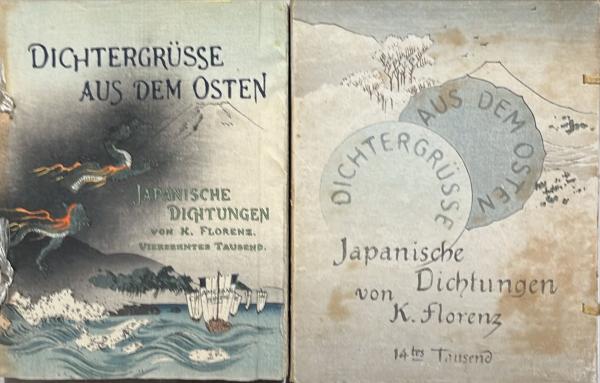 DICHTERGRÜSSE
AUS DEM OSTEN
JAPANISCHE
DICHTUNGEN
VON K. FLORENZ.
VIERZEHNTES TAUSEND.
DICHTERGRÜSSE
AUS DEM OSTEN
Japanische
Dichtungen
von K. Florenz
14tes Tausend